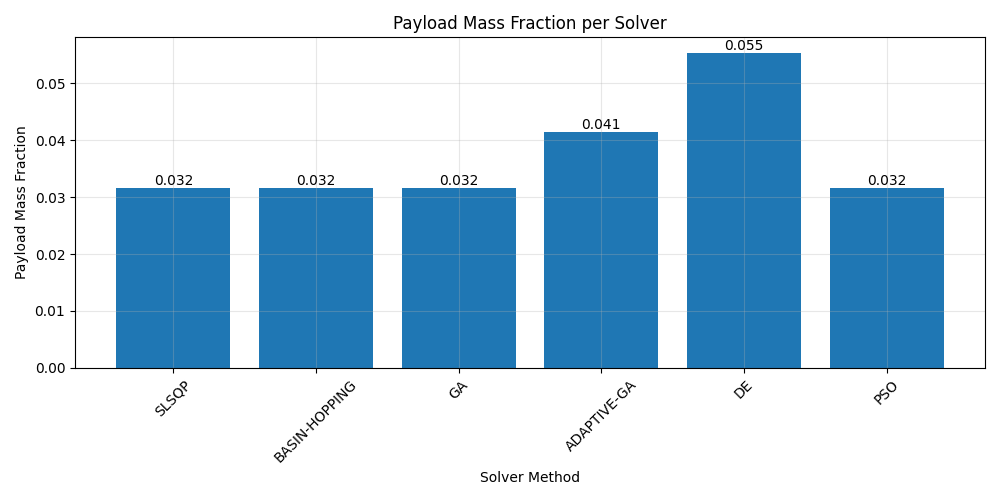 Payload Mass Fraction per Solver
0.055
0.041
0.032
0.032
0.032
0.032
0.05
0.04
0.03
0.02
0.01
0.00
Payload Mass Fraction
SLSQP
BASIN-HOPPING
GA
ADAPTIVE-GA
DE
PSO
Solver Method